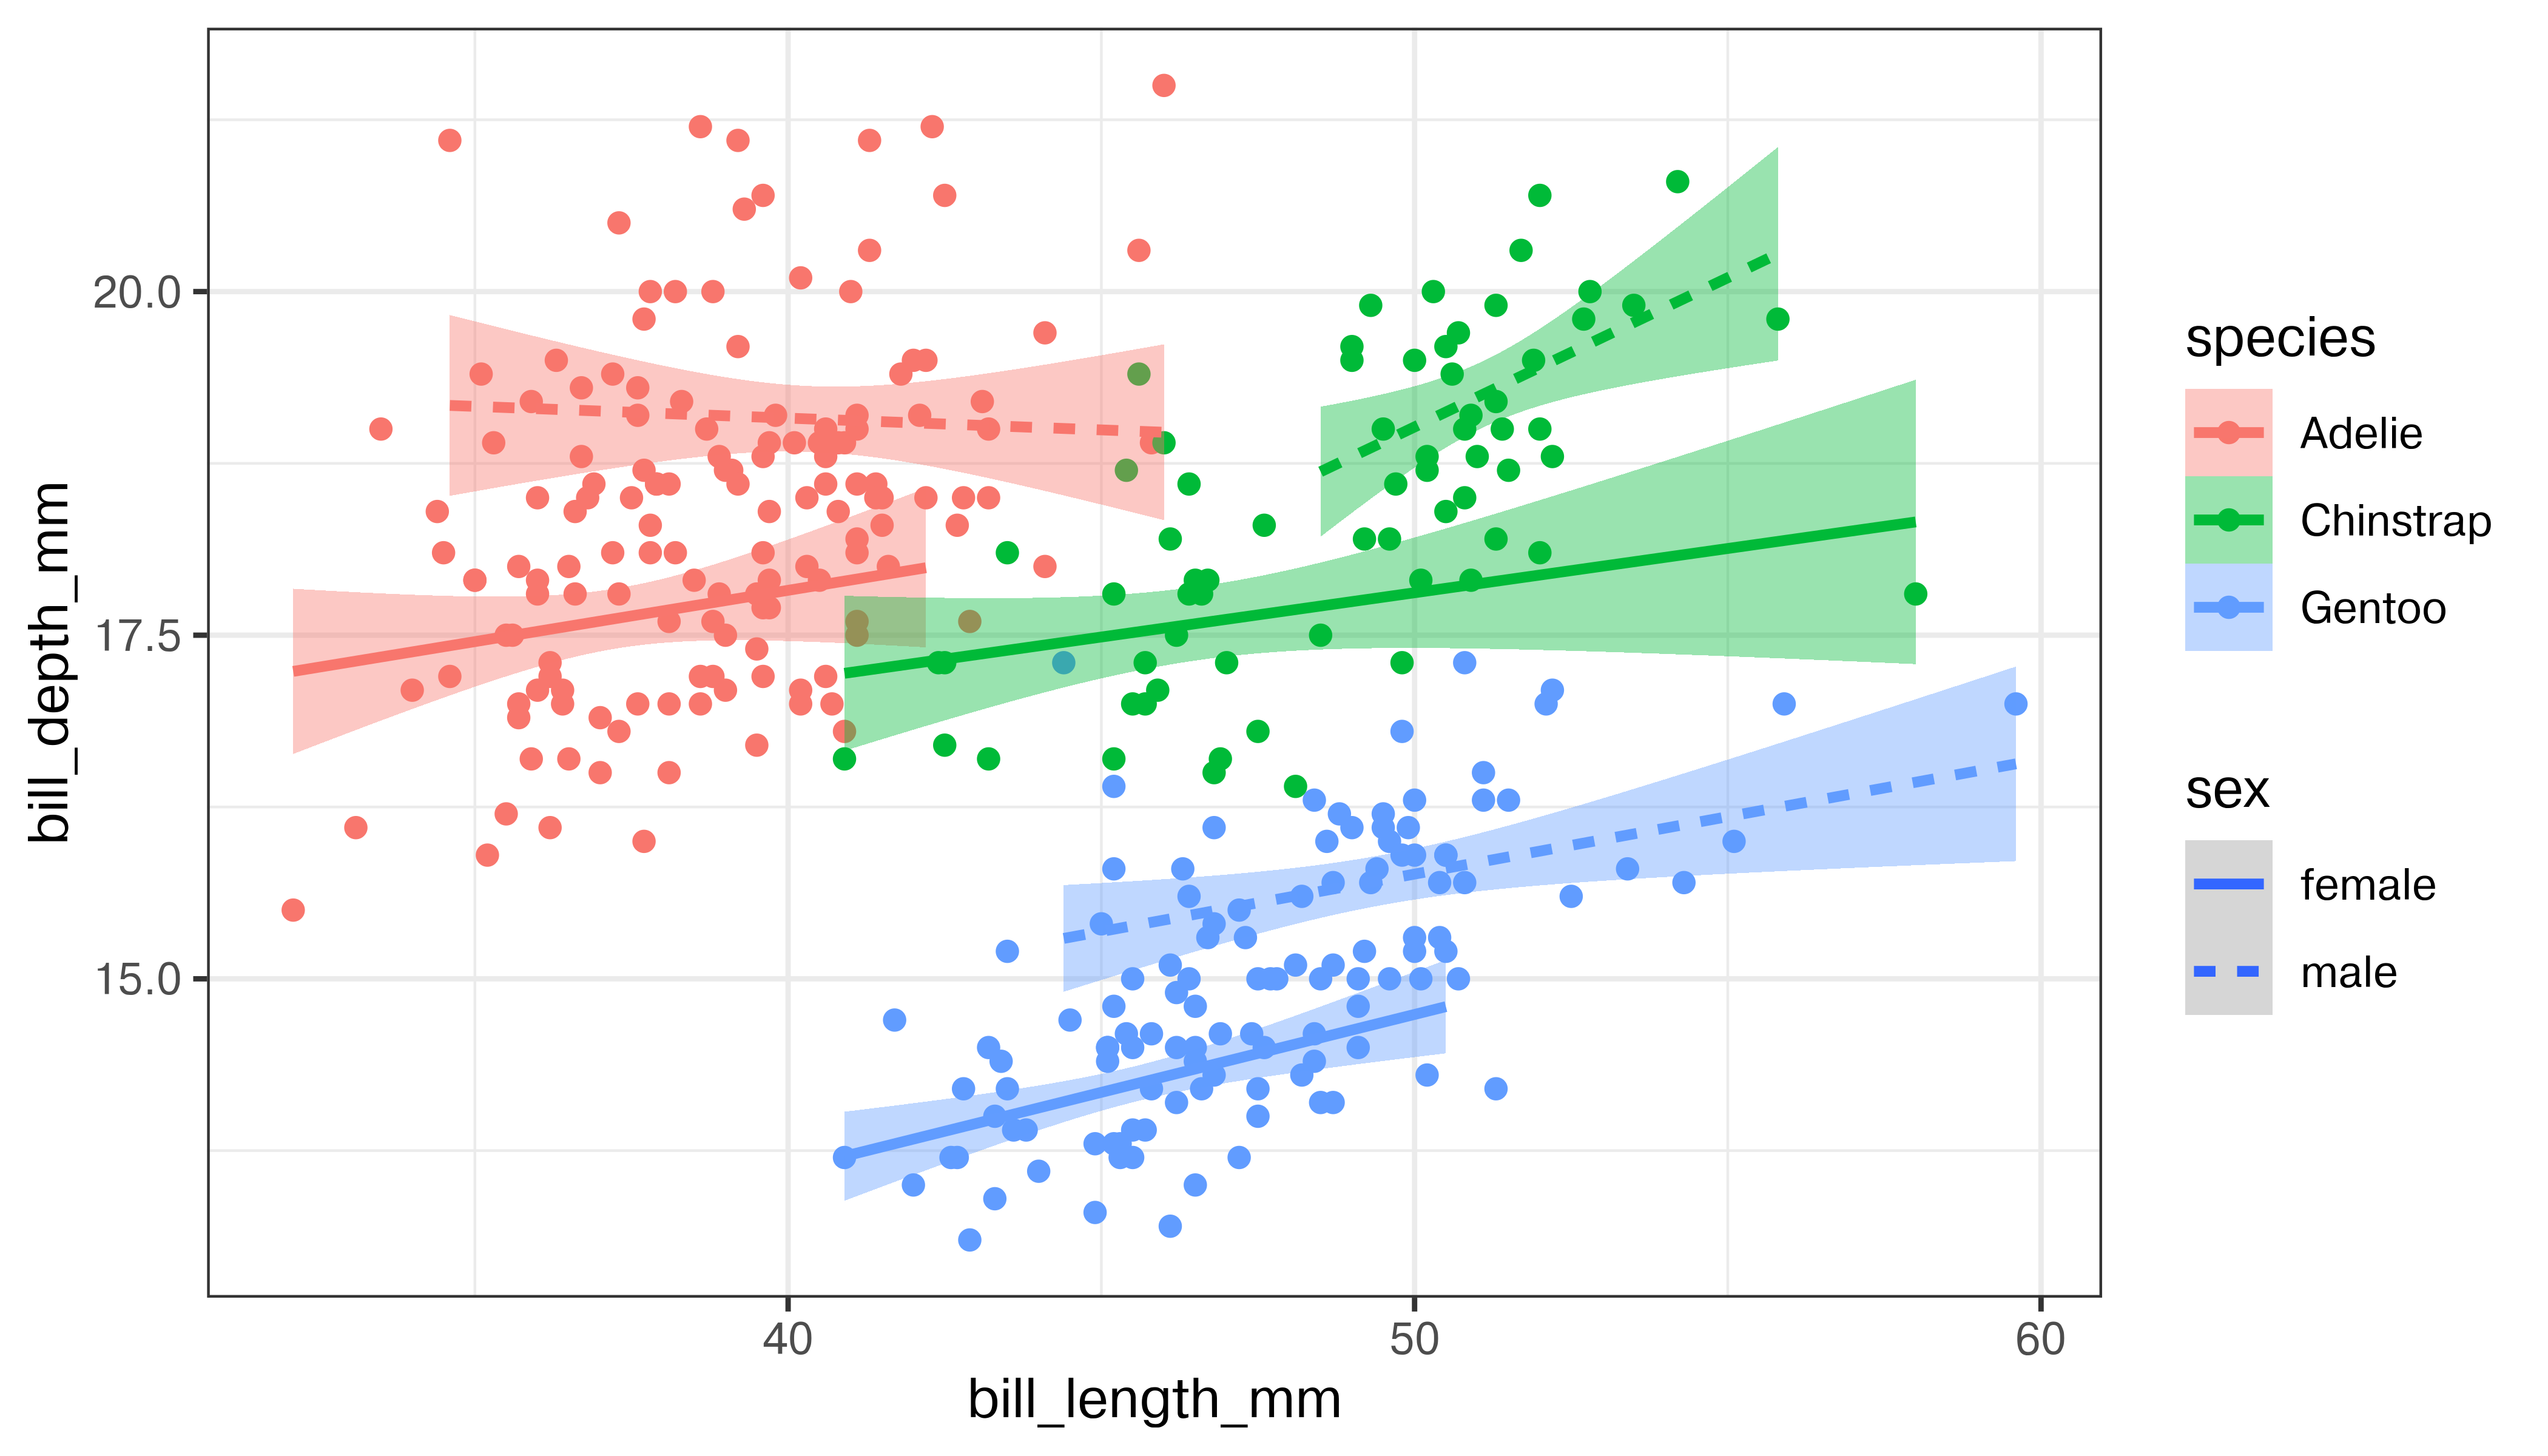 bill_depth_mm
20.0
17.5
15.0
40
50
60
bill_length_mm
species
Adelie
Chinstrap
Gentoo
sex
female
male